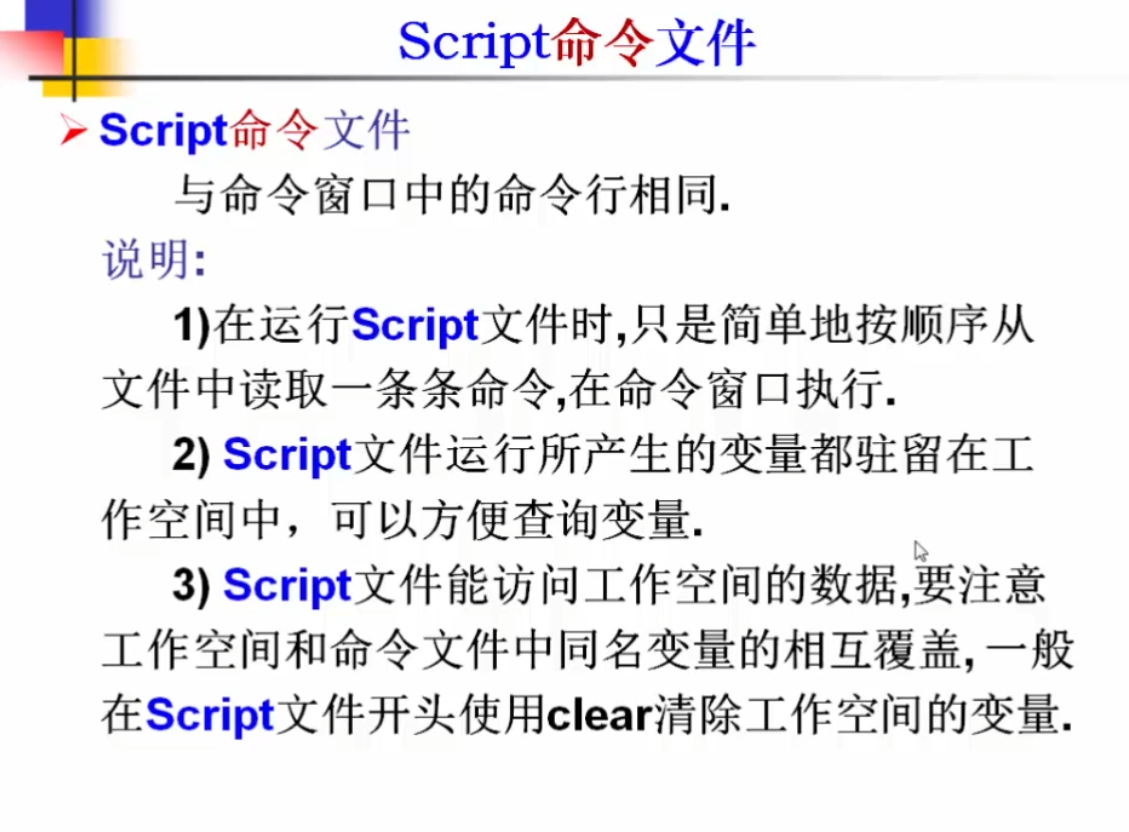 Script命令文件
Script命令文件
与命令窗口中的命令行相同.
说明:
1)在运行Script文件时,只是简单地按顺序从
文件中读取一条条命令,在命令窗口执行.
2) Script文件运行所产生的变量都驻留在工
作空间中，可以方便查询变量.
3) Script文件能访问工作空间的数据,要注意
工作空间和命令文件中同名变量的相互覆盖,一般
在Script文件开头使用clear清除工作空间的变量.